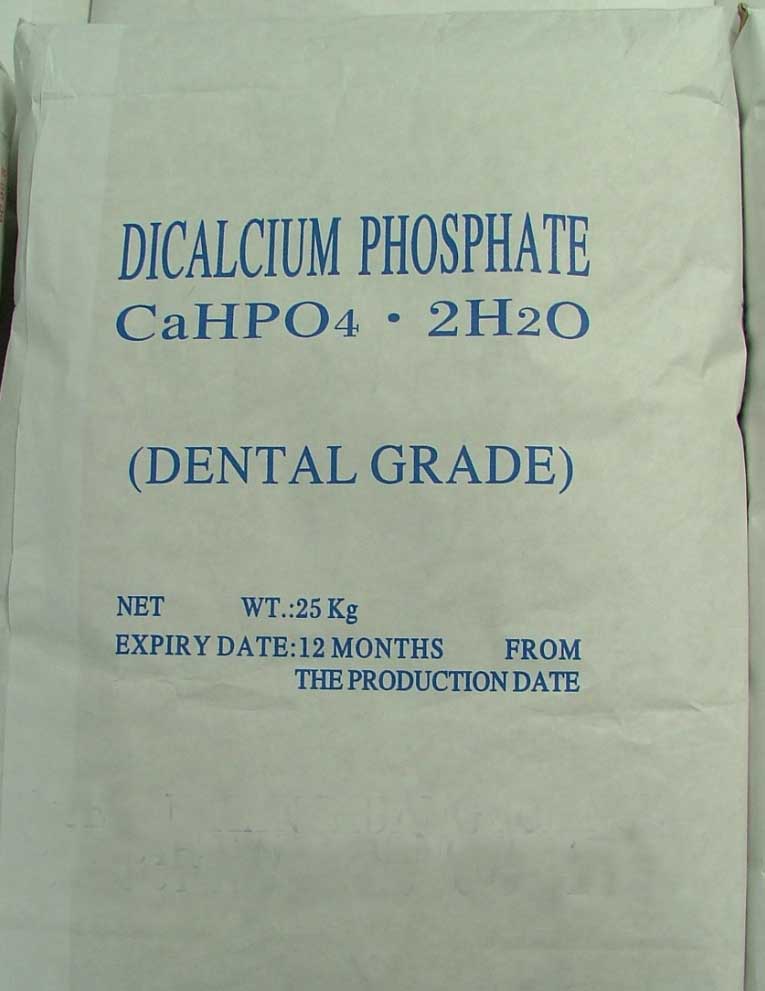 DICALCIUM PHOSPHATE
CaHPO4 · 2H2O
(DENTAL GRADE)
NET WT.:25 Kg
EXPIRY DATE:12 MONTHS FROM
THE PRODUCTION DATE